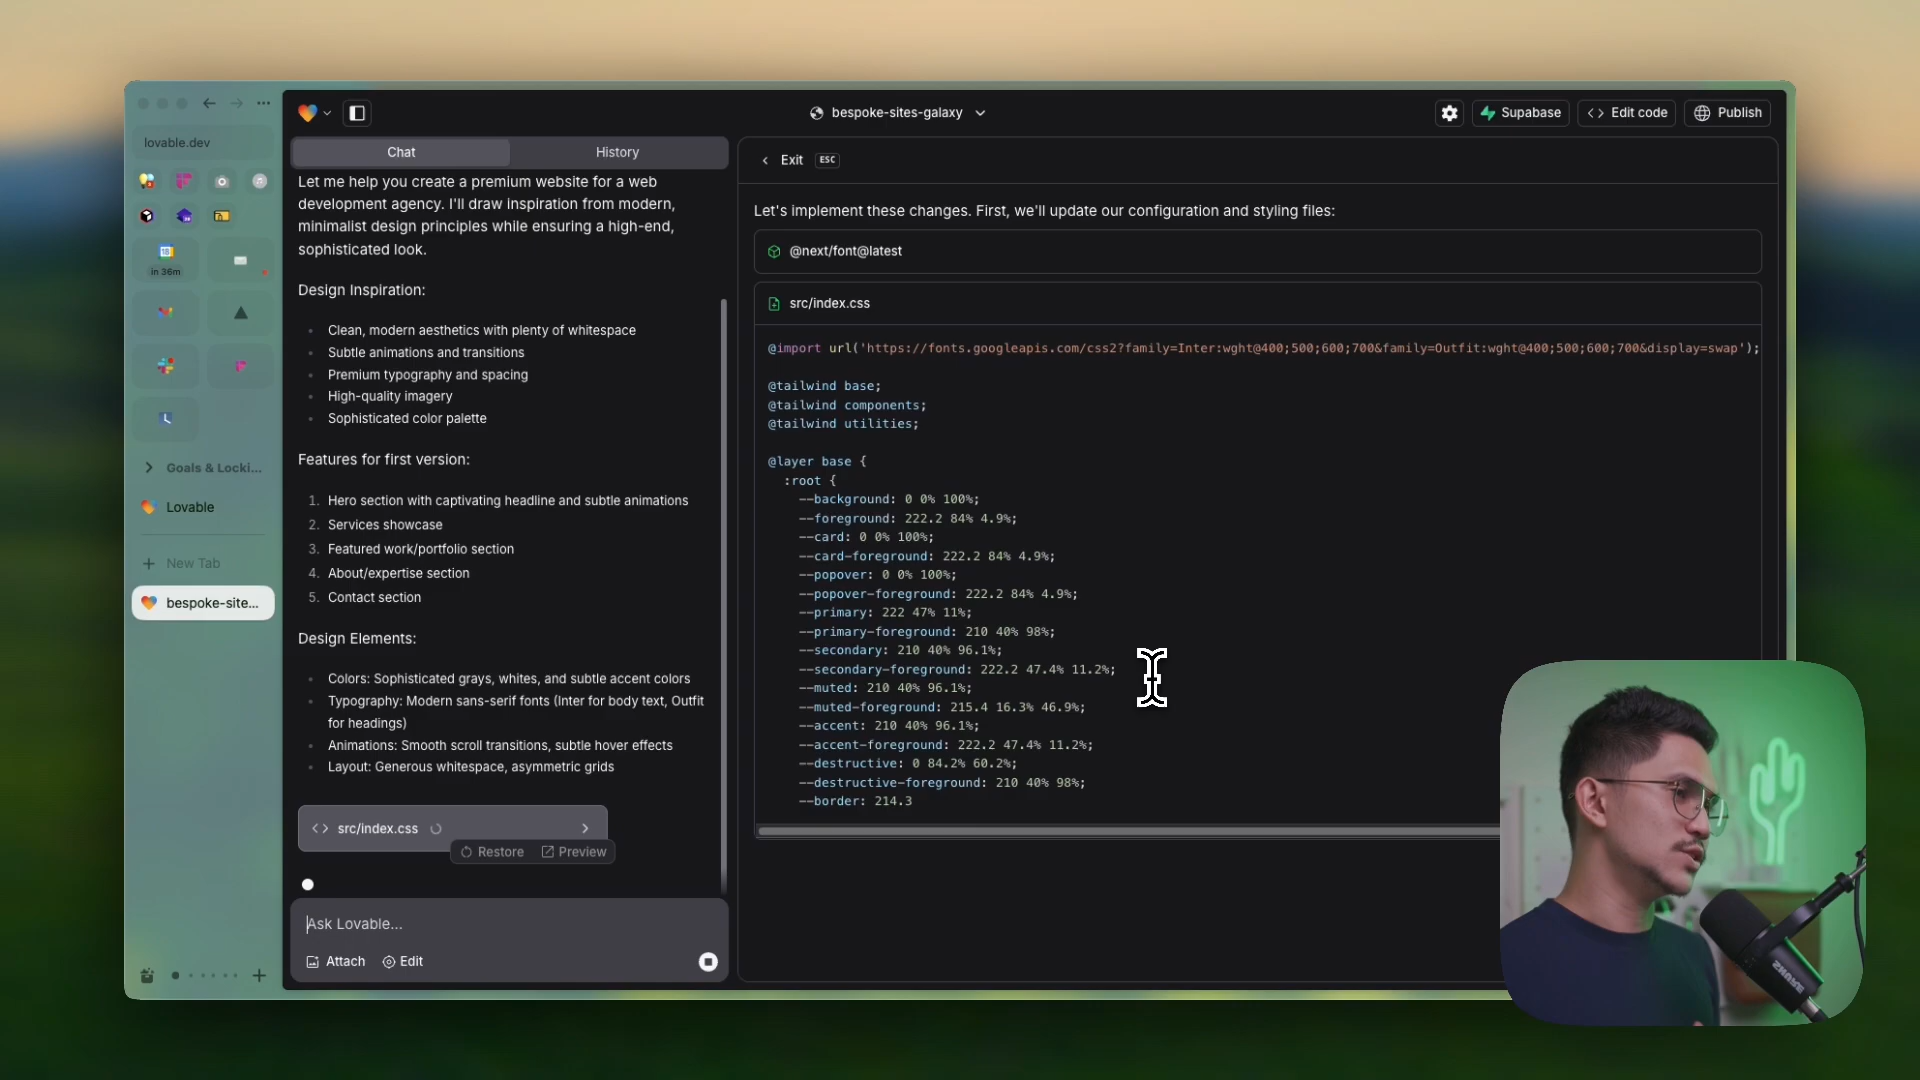 lovable.dev
18
in 36m
Goals & Locki...
Lovable
New Tab
bespoke-site...
bespoke-sites-galaxy
Supabase
Edit code
Publish
Chat
History
Let me help you create a premium website for a web
development agency. I'll draw inspiration from modern,
minimalist design principles while ensuring a high-end,
sophisticated look.
Design Inspiration:
Clean, modern aesthetics with plenty of whitespace
Subtle animations and transitions
Premium typography and spacing
High-quality imagery
Sophisticated color palette
Features for first version:
1. Hero section with captivating headline and subtle animations
2. Services showcase
3. Featured work/portfolio section
4. About/expertise section
5. Contact section
Design Elements:
Colors: Sophisticated grays, whites, and subtle accent colors
Typography: Modern sans-serif fonts (Inter for body text, Outfit
for headings)
Animations: Smooth scroll transitions, subtle hover effects
Layout: Generous whitespace, asymmetric grids
src/index.css
Restore
Preview
Ask Lovable...
Attach
Edit
Exit ESC
Let's implement these changes. First, we'll update our configuration and styling files:
@next/font@latest
src/index.css
@import url('https://fonts.googleapis.com/css2?family=Inter:wght@400;500;600;700&family=Outfit:wght@400;500;600;700&display=swap');
@tailwind base;
@tailwind components;
@tailwind utilities;
@layer base {
:root {
--background: 0 0% 100%;
--foreground: 222.2 84% 4.9%;
--card: 0 0% 100%;
--card-foreground: 222.2 84% 4.9%;
--popover: 0 0% 100%;
--popover-foreground: 222.2 84% 4.9%;
--primary: 222 47% 11%;
--primary-foreground: 210 40% 98%;
--secondary: 210 40% 96.1%;
--secondary-foreground: 222.2 47.4% 11.2%;
--muted: 210 40% 96.1%;
--muted-foreground: 215.4 16.3% 46.9%;
--accent: 210 40% 96.1%;
--accent-foreground: 222.2 47.4% 11.2%;
--destructive: 0 84.2% 60.2%;
--destructive-foreground: 210 40% 98%;
--border: 214.3
SHURE